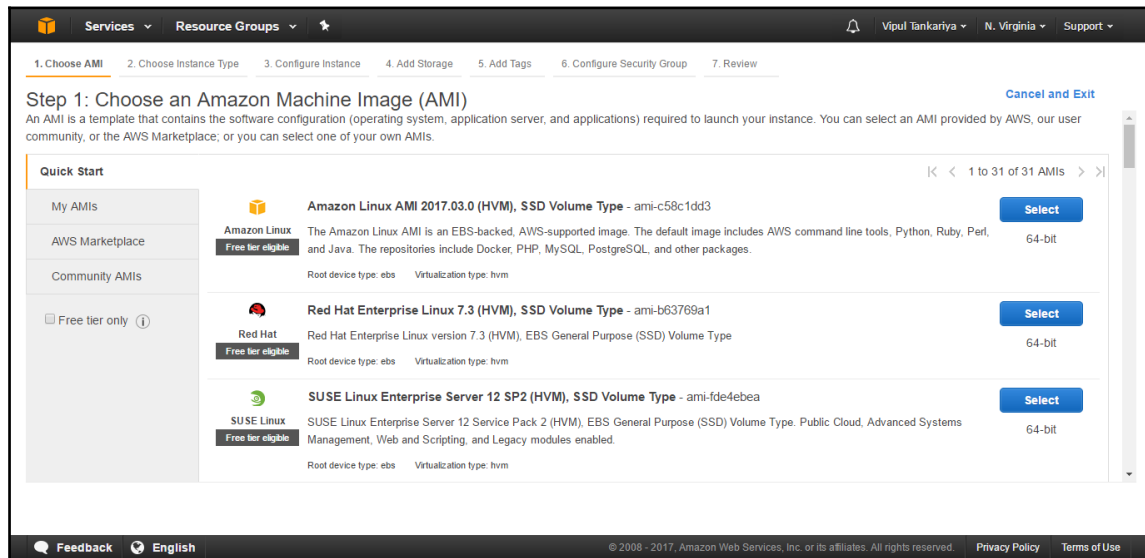 Services Resource Groups Vipul Tankariya N. Virginia Support
1. Choose AMI 2. Choose Instance Type 3. Configure Instance 4. Add Storage 5. Add Tags 6. Configure Security Group 7. Review
Step 1: Choose an Amazon Machine Image (AMI)
Cancel and Exit
An AMI is a template that contains the software configuration (operating system, application server, and applications) required to launch your instance. You can select an AMI provided by AWS, our user
community, or the AWS Marketplace; or you can select one of your own AMIs.
Quick Start
My AMIs
AWS Marketplace
Community AMIs
Free tier only i
1 to 31 of 31 AMIs
Amazon Linux
Free tier eligible
Amazon Linux AMI 2017.03.0 (HVM), SSD Volume Type - ami-c58c1dd3
The Amazon Linux AMI is an EBS-backed, AWS-supported image. The default image includes AWS command line tools, Python, Ruby, Perl,
and Java. The repositories include Docker, PHP, MySQL, PostgreSQL, and other packages.
Root device type: ebs Virtualization type: hvm
Select
64-bit
Red Hat
Free tier eligible
Red Hat Enterprise Linux 7.3 (HVM), SSD Volume Type - ami-b63769a1
Red Hat Enterprise Linux version 7.3 (HVM), EBS General Purpose (SSD) Volume Type
Root device type: ebs Virtualization type: hvm
Select
64-bit
SUSE Linux
Free tier eligible
SUSE Linux Enterprise Server 12 SP2 (HVM), SSD Volume Type - ami-fde4ebea
SUSE Linux Enterprise Server 12 Service Pack 2 (HVM), EBS General Purpose (SSD) Volume Type. Public Cloud, Advanced Systems
Management, Web and Scripting, and Legacy modules enabled.
Root device type: ebs Virtualization type: hvm
Select
64-bit
Feedback English © 2008 - 2017, Amazon Web Services, Inc. or its affiliates. All rights reserved. Privacy Policy Terms of Use